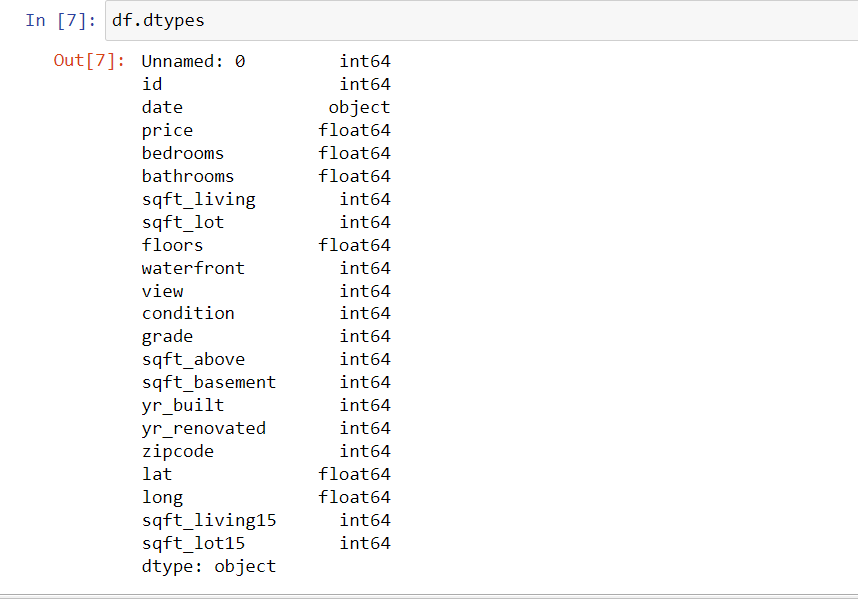 In [7]: df.dtypes
Out[7]: Unnamed: 0 int64
id int64
date object
price float64
bedrooms float64
bathrooms float64
sqft_living int64
sqft_lot int64
floors float64
waterfront int64
view int64
condition int64
grade int64
sqft_above int64
sqft_basement int64
yr_built int64
yr_renovated int64
zipcode int64
lat float64
long float64
sqft_living15 int64
sqft_lot15 int64
dtype: object